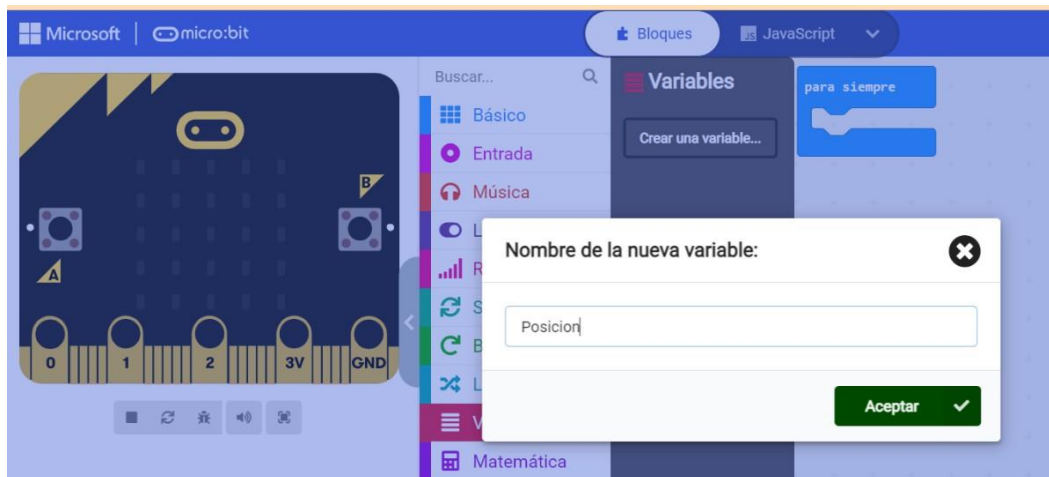 Microsoft
micro:bit
Bloques
JS JavaScript
Buscar...
Básico
Entrada
Música
L
R
S
B
L
V
Matemática
Variables
Crear una variable...
para siempre
Nombre de la nueva variable:
Posicion
Aceptar
A
B
0
1
2
3V
GND